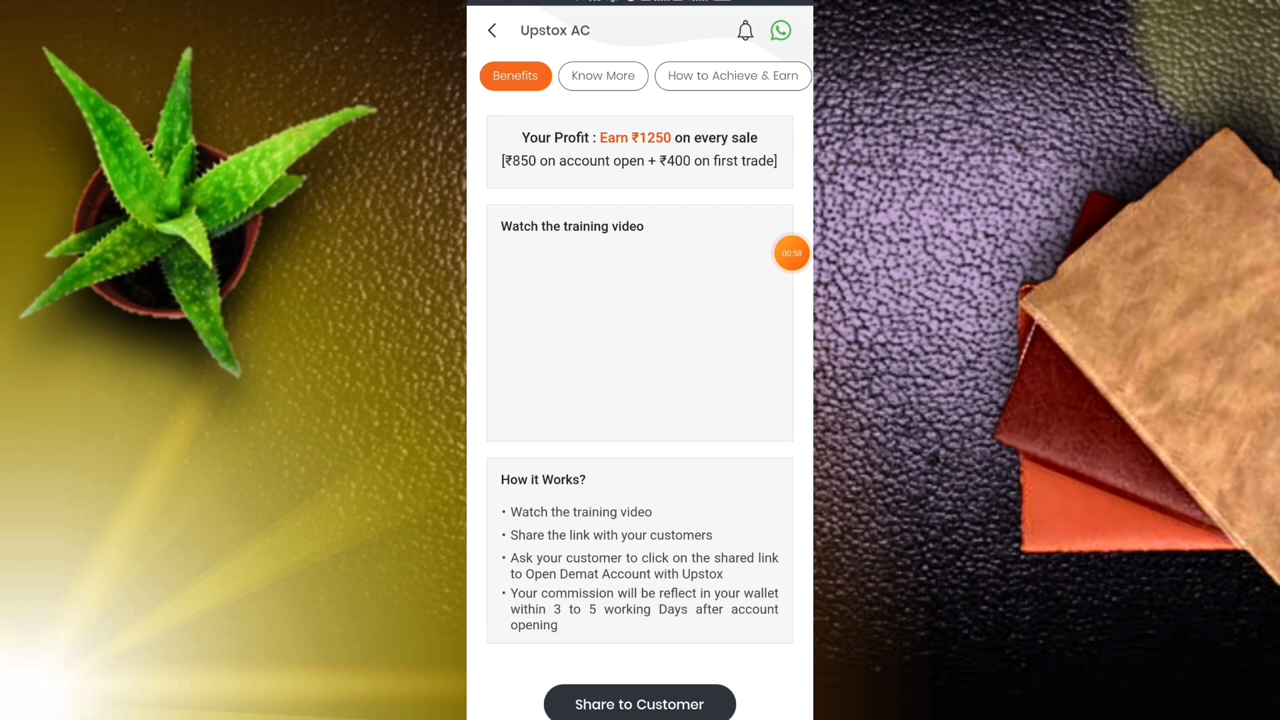 Upstox AC
Benefits
Know More
How to Achieve & Earn
Your Profit : Earn ₹1250 on every sale
[₹850 on account open + ₹400 on first trade]
Watch the training video
00:58
How it Works?
• Watch the training video
• Share the link with your customers
• Ask your customer to click on the shared link
to Open Demat Account with Upstox
• Your commission will be reflect in your wallet
within 3 to 5 working Days after account
opening
Share to Customer